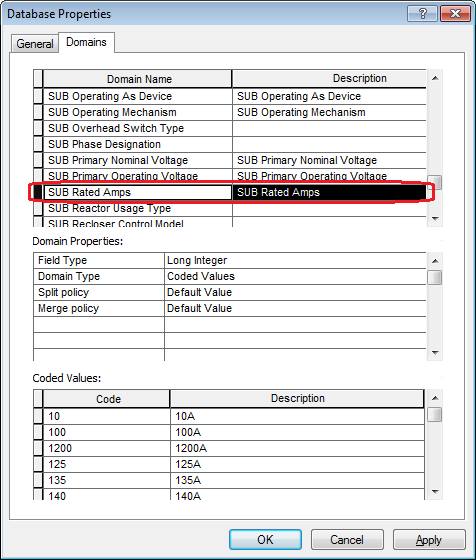 Database Properties
General Domains
Domain Name Description
SUB Operating As Device SUB Operating As Device
SUB Operating Mechanism SUB Operating Mechanism
SUB Overhead Switch Type
SUB Phase Designation
SUB Primary Nominal Voltage SUB Primary Nominal Voltage
SUB Primary Operating Voltage SUB Primary Operating Voltage
SUB Rated Amps SUB Rated Amps
SUB Reactor Usage Type
SUB Recloser Control Model
Domain Properties:
Field Type Long Integer
Domain Type Coded Values
Split policy Default Value
Merge policy Default Value
Coded Values:
Code Description
10 10A
100 100A
1200 1200A
125 125A
135 135A
140 140A
OK Cancel Apply